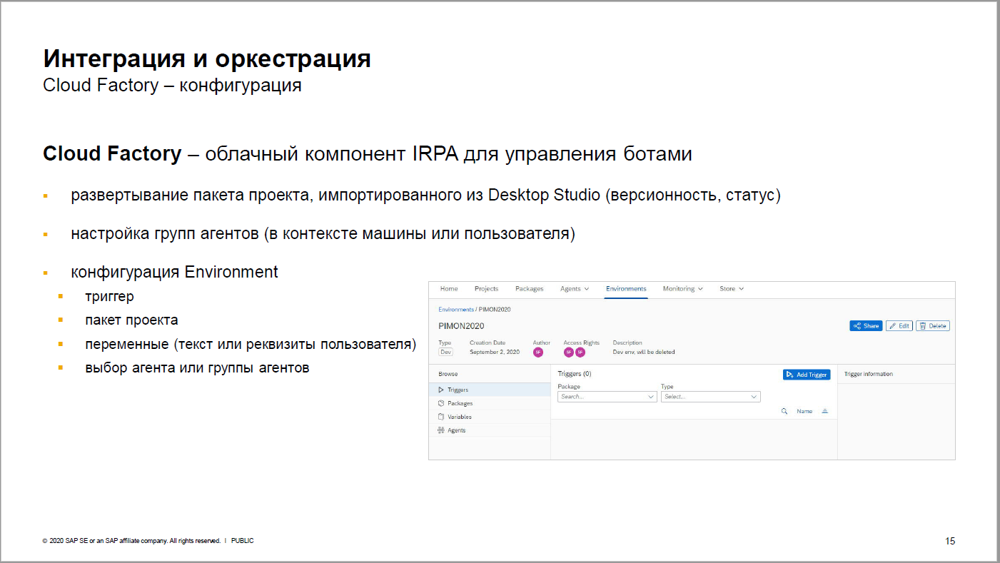 Интеграция и оркестрация
Cloud Factory – конфигурация
Cloud Factory – облачный компонент IRPA для управления ботами
развертывание пакета проекта, импортированного из Desktop Studio (версионность, статус)
настройка групп агентов (в контексте машины или пользователя)
конфигурация Environment
триггер
пакет проекта
переменные (текст или реквизиты пользователя)
выбор агента или группы агентов
Home Projects Packages Agents Environments Monitoring Store
Environments / PIMON2020
PIMON2020
Share Edit Delete
Type Creation Date Author Access Rights Description
Dev September 2, 2020 SF SF SF Dev env, will be deleted
Browse Triggers (0) Add Trigger Trigger information
Triggers
Packages
Variables
Agents
Package Type
Search... Select...
Name
© 2020 SAP SE or an SAP affiliate company. All rights reserved. | PUBLIC
15